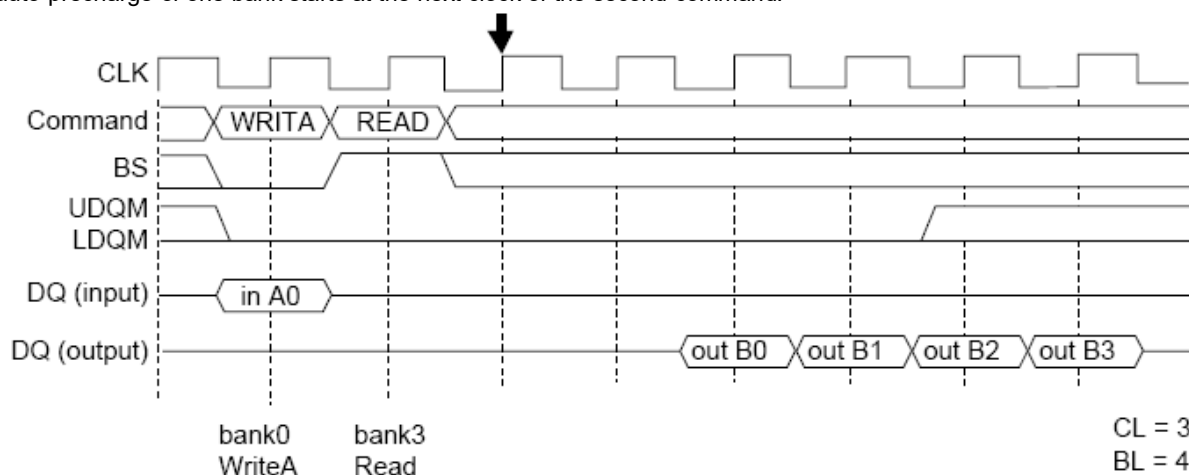 auto precharge of one bank starts at the next clock of the second command.
CLK
Command WRITA READ
BS
UDQM
LDQM
DQ (input) in A0
DQ (output) out B0 out B1 out B2 out B3
bank0 bank3 CL = 3
WriteA Read BL = 4